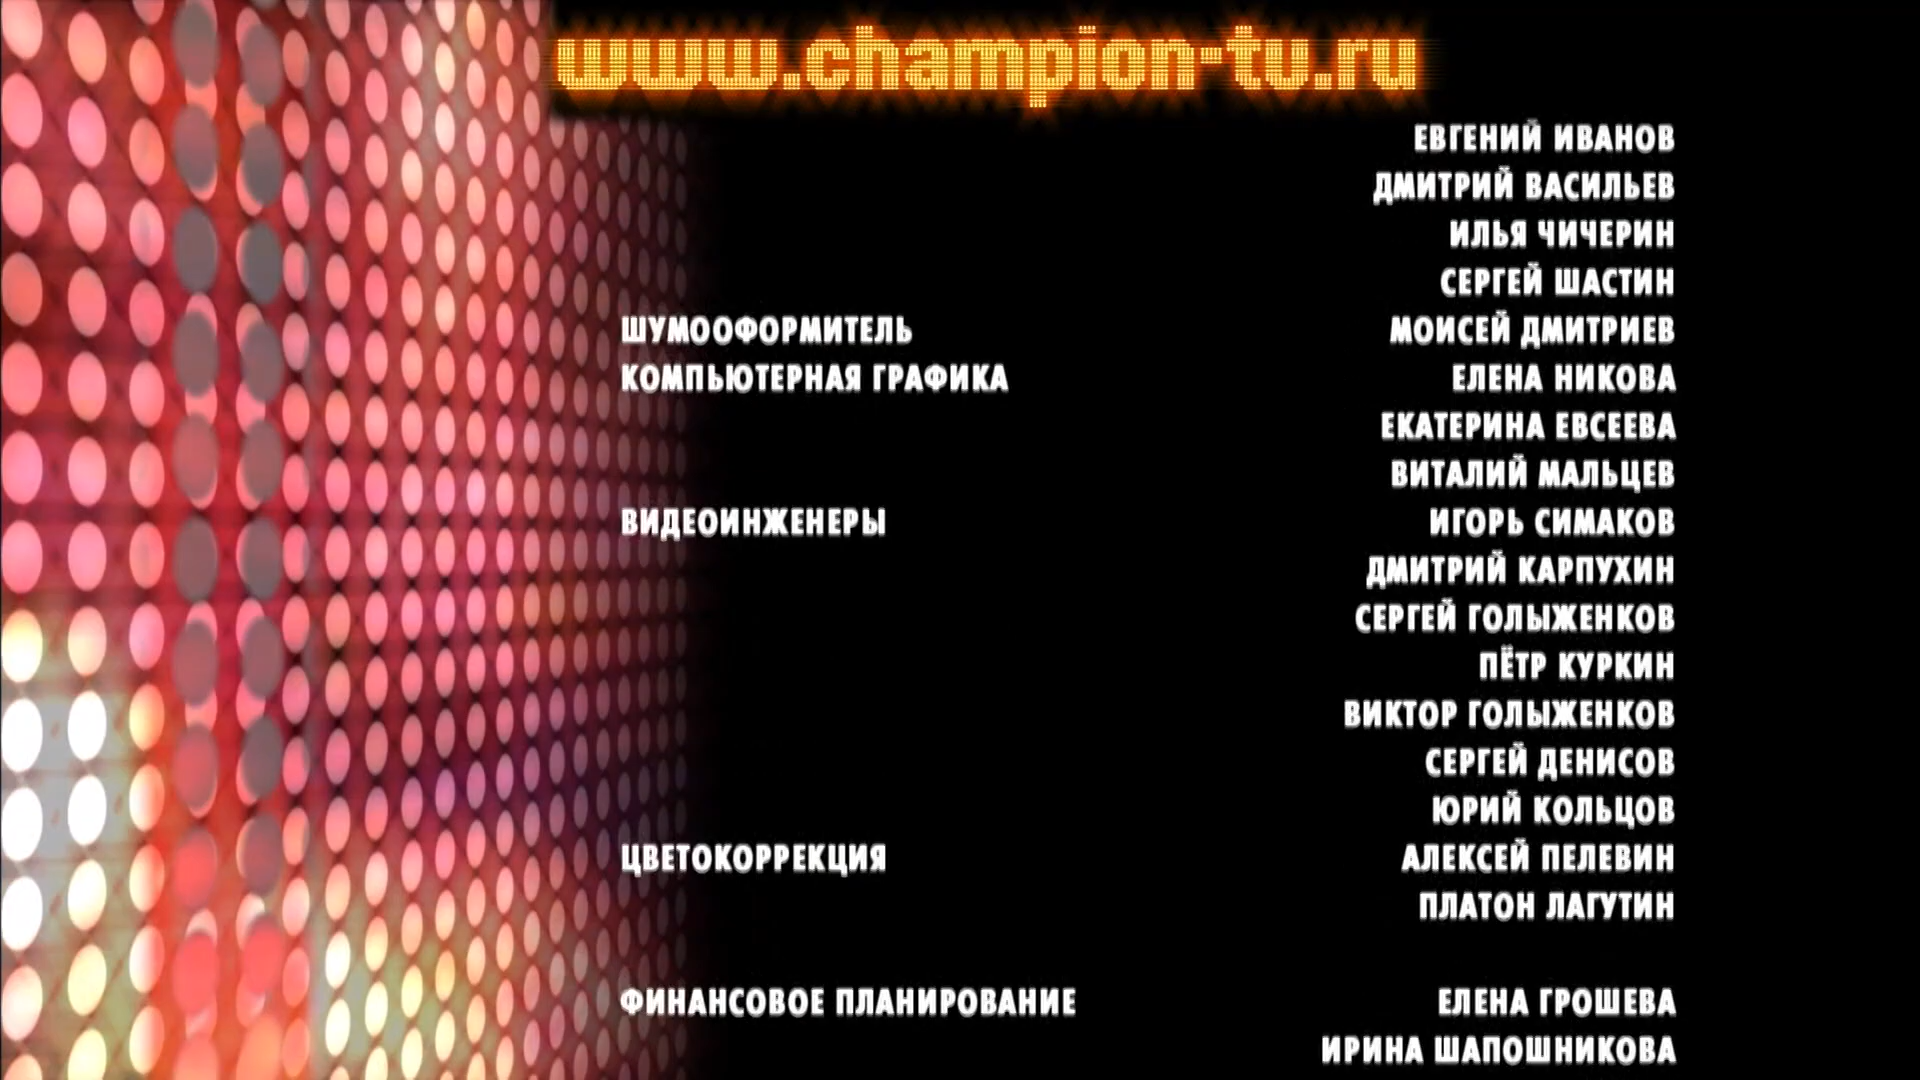 www.champion-tv.ru
ЕВГЕНИЙ ИВАНОВ
ДМИТРИЙ ВАСИЛЬЕВ
ИЛЬЯ ЧИЧЕРИН
СЕРГЕЙ ШАСТИН
ШУМООФОРМИТЕЛЬ МОИСЕЙ ДМИТРИЕВ
КОМПЬЮТЕРНАЯ ГРАФИКА ЕЛЕНА НИКОВА
ЕКАТЕРИНА ЕВСЕЕВА
ВИТАЛИЙ МАЛЬЦЕВ
ВИДЕОИНЖЕНЕРЫ ИГОРЬ СИМАКОВ
ДМИТРИЙ КАРПУХИН
СЕРГЕЙ ГОЛЫЖЕНКОВ
ПЁТР КУРКИН
ВИКТОР ГОЛЫЖЕНКОВ
СЕРГЕЙ ДЕНИСОВ
ЮРИЙ КОЛЬЦОВ
ЦВЕТОКОРРЕКЦИЯ АЛЕКСЕЙ ПЕЛЕВИН
ПЛАТОН ЛАГУТИН
ФИНАНСОВОЕ ПЛАНИРОВАНИЕ ЕЛЕНА ГРОШЕВА
ИРИНА ШАПОШНИКОВА